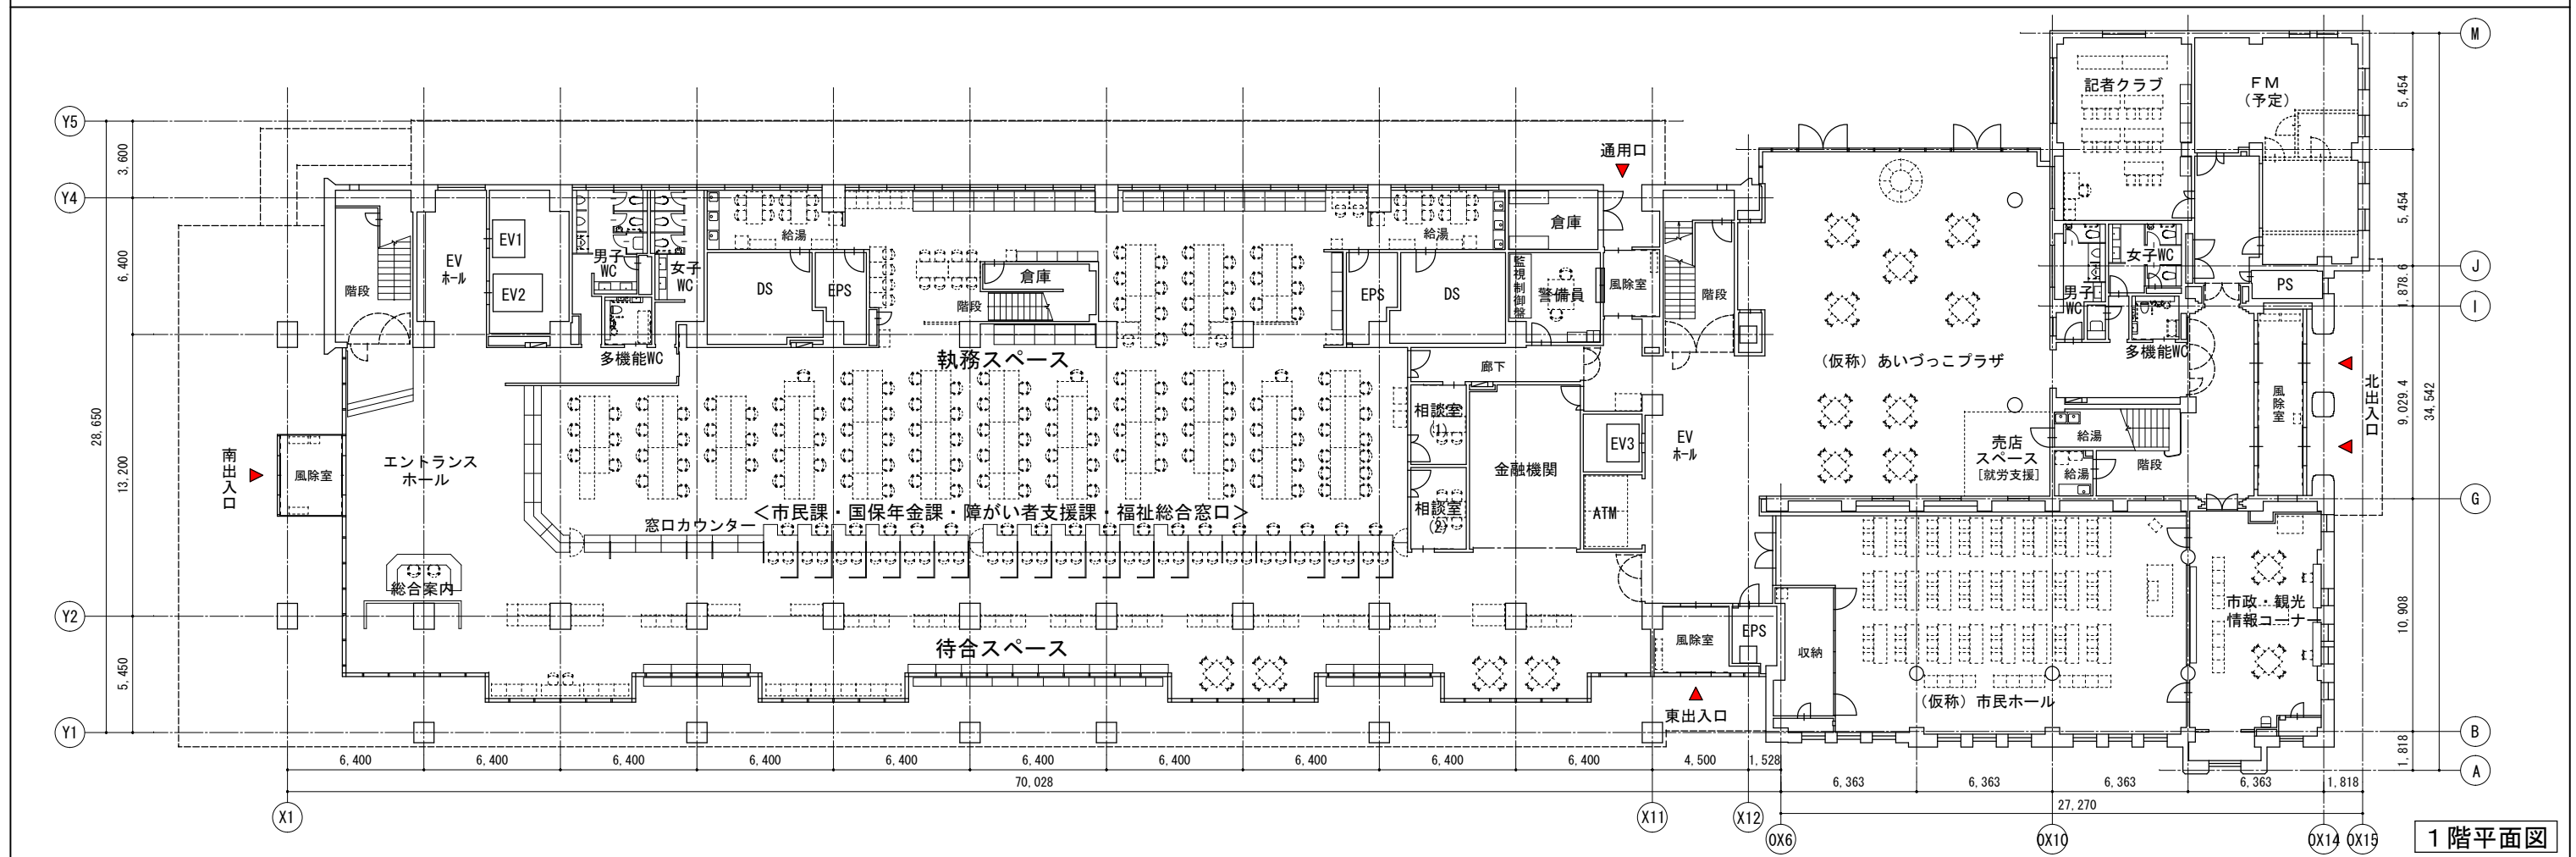 M
記者クラブ
FM
(予定)
5,454
Y5
3,600
通用口
Y4
EV1
EV2
EV
ホール
階段
男子
WC
女子
WC
多機能WC
給湯
DS
EPS
倉庫
階段
給湯
倉庫
EPS
DS
監視制御盤
警備員
風除室
階段
6,400
5,454
女子WC
J
PS
1,878.6
男子
WC
I
多機能WC
執務スペース
廊下
(仮称)あいづっこプラザ
風除室
北出入口
9,029.4
34,542
28,650
13,200
南出入口
風除室
エントランス
ホール
相談室
(1)
EV3
EV
ホール
金融機関
売店
スペース
[就労支援]
給湯
給湯
階段
相談室
(2)
ATM
G
<市民課・国保年金課・障がい者支援課・福祉総合窓口>
窓口カウンター
総合案内
市政・観光
情報コーナー
10,908
Y2
待合スペース
風除室
EPS
収納
5,450
(仮称)市民ホール
東出入口
Y1
B
1,818
A
6,400
6,400
6,400
6,400
6,400
6,400
6,400
6,400
6,400
6,400
4,500
1,528
70,028
6,363
6,363
6,363
6,363
1,818
27,270
X1
X11
X12
OX6
OX10
OX14
OX15
1階平面図